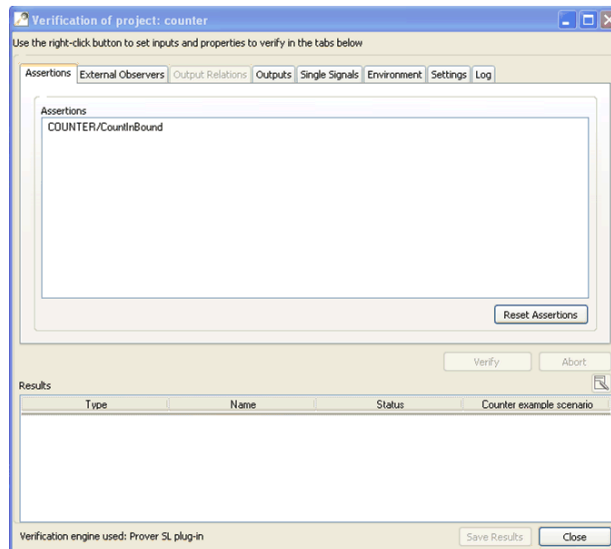 Verification of project: counter
Use the right-click button to set inputs and properties to verify in the tabs below
Assertions External Observers Output Relations Outputs Single Signals Environment Settings Log
Assertions
COUNTER/CountInBound
Reset Assertions
Verify Abort
Results
Type Name Status Counter example scenario
Verification engine used: Prover SL plug-in
Save Results Close